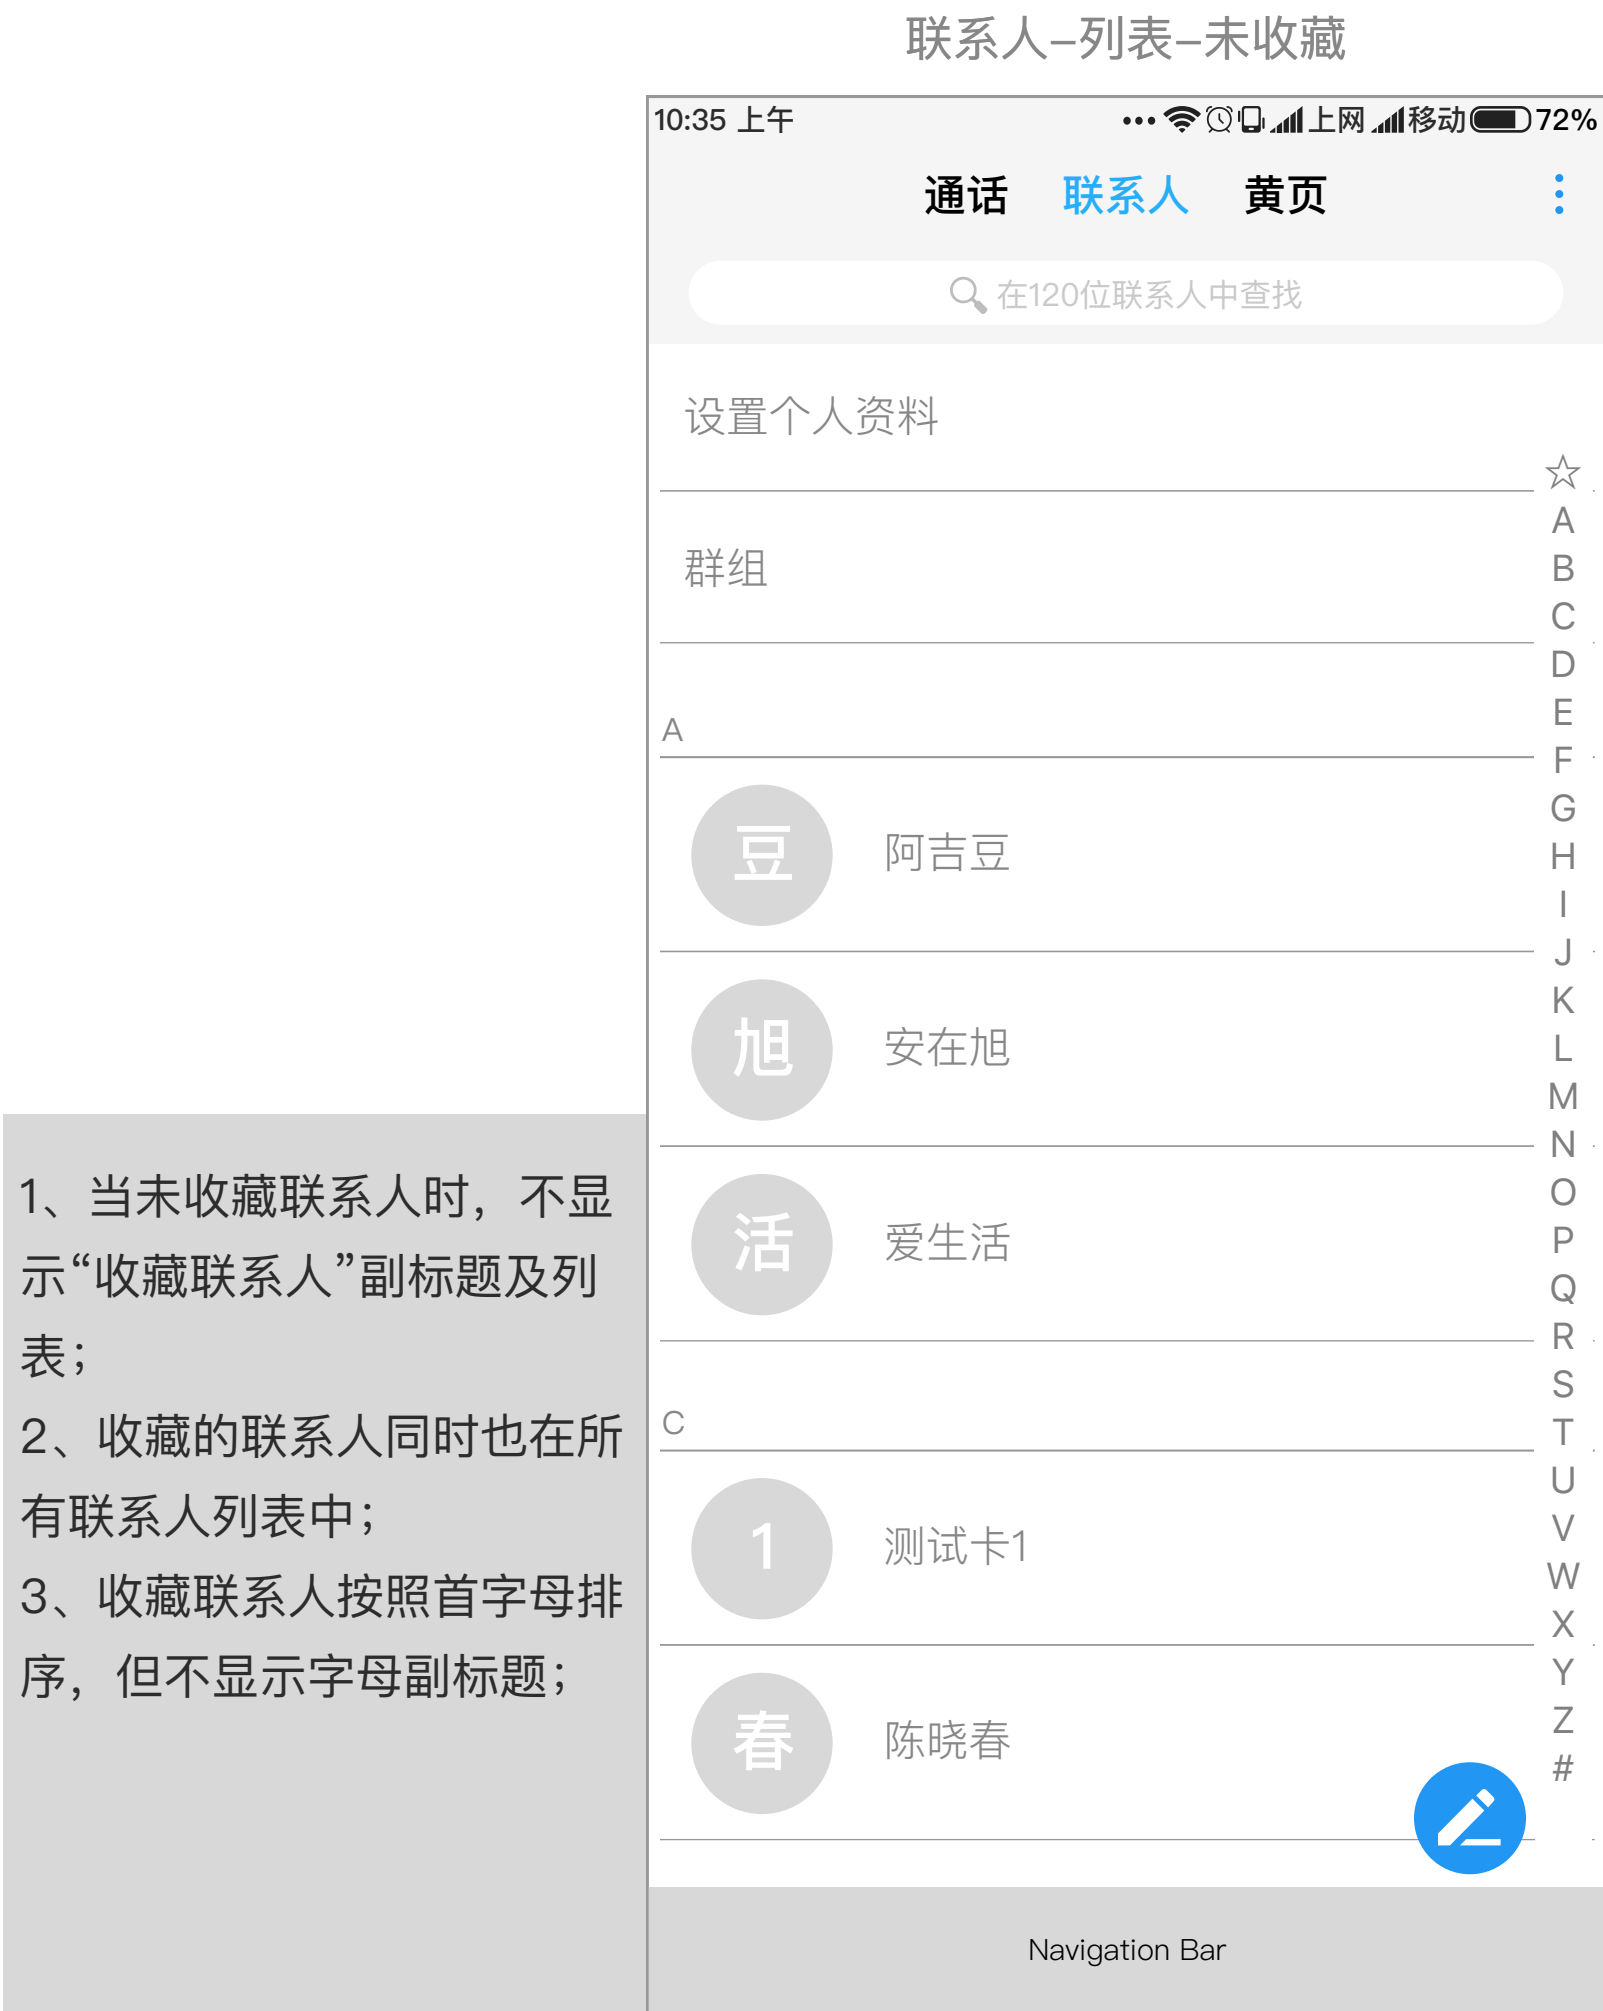 联系人–列表–未收藏
10:35 上午
上网 移动 72%
通话 联系人 黄页
在120位联系人中查找
设置个人资料
群组
A
豆 阿吉豆
旭 安在旭
活 爱生活
C
1 测试卡1
春 陈晓春
☆
A
B
C
D
E
F
G
H
I
J
K
L
M
N
O
P
Q
R
S
T
U
V
W
X
Y
Z
#
Navigation Bar
1、当未收藏联系人时，不显
示“收藏联系人”副标题及列
表；
2、收藏的联系人同时也在所
有联系人列表中；
3、收藏联系人按照首字母排
序，但不显示字母副标题；